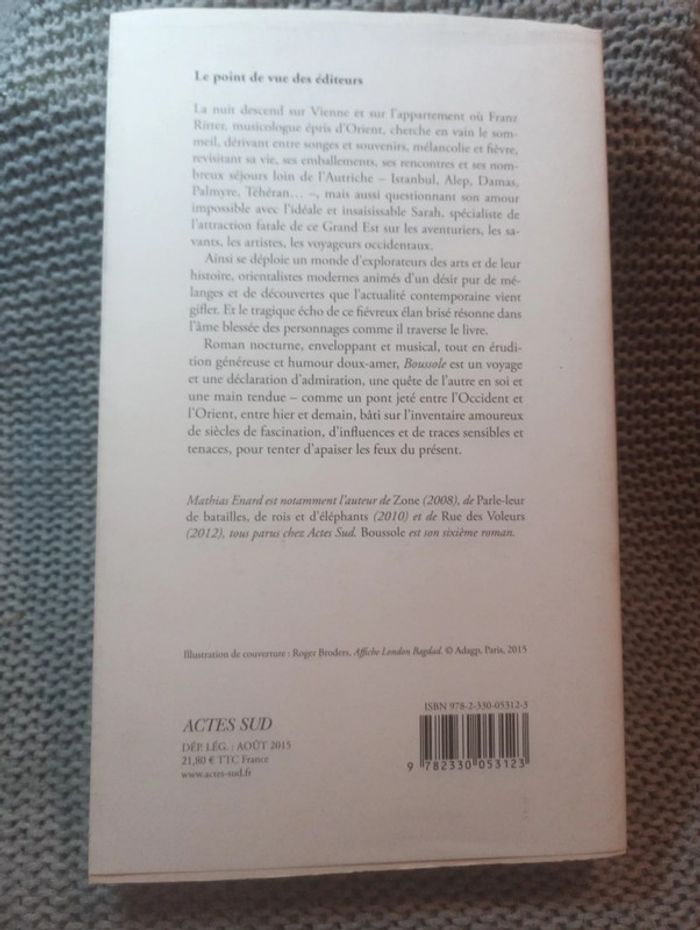 Le point de vue des éditeurs
La nuit descend sur Vienne et sur l'appartement où Franz
Ritter, musicologue épris d'Orient, cherche en vain le som-
meil, dérivant entre songes et souvenirs, mélancolie et fièvre,
revisitant sa vie, ses emballements, ses rencontres et ses nom-
breux séjours loin de l'Autriche – Istanbul, Alep, Damas,
Palmyre, Téhéran… –, mais aussi questionnant son amour
impossible avec l'idéale et insaisissable Sarah, spécialiste de
l'attraction fatale de ce Grand Est sur les aventuriers, les sa-
vants, les artistes, les voyageurs occidentaux.
Ainsi se déploie un monde d'explorateurs des arts et de leur
histoire, orientalistes modernes animés d'un désir pur de mé-
langes et de découvertes que l'actualité contemporaine vient
gifler. Et le tragique écho de ce fiévreux élan brisé résonne dans
l'âme blessée des personnages comme il traverse le livre.
Roman nocturne, enveloppant et musical, tout en érudi-
tion généreuse et humour doux-amer, Boussole est un voyage
et une déclaration d'admiration, une quête de l'autre en soi et
une main tendue – comme un pont jeté entre l'Occident et
l'Orient, entre hier et demain, bâti sur l'inventaire amoureux
de siècles de fascination, d'influences et de traces sensibles et
tenaces, pour tenter d'apaiser les feux du présent.
Mathias Enard est notamment l'auteur de Zone (2008), de Parle-leur
de batailles, de rois et d'éléphants (2010) et de Rue des Voleurs
(2012), tous parus chez Actes Sud. Boussole est son sixième roman.
Illustration de couverture : Roger Broders, Affiche London Bagdad. © Adagp, Paris, 2015
ISBN 978-2-330-05312-3
ACTES SUD
DÉP. LÉG. : AOÛT 2015
21,80 € TTC France
www.actes-sud.fr
9 782330 053123